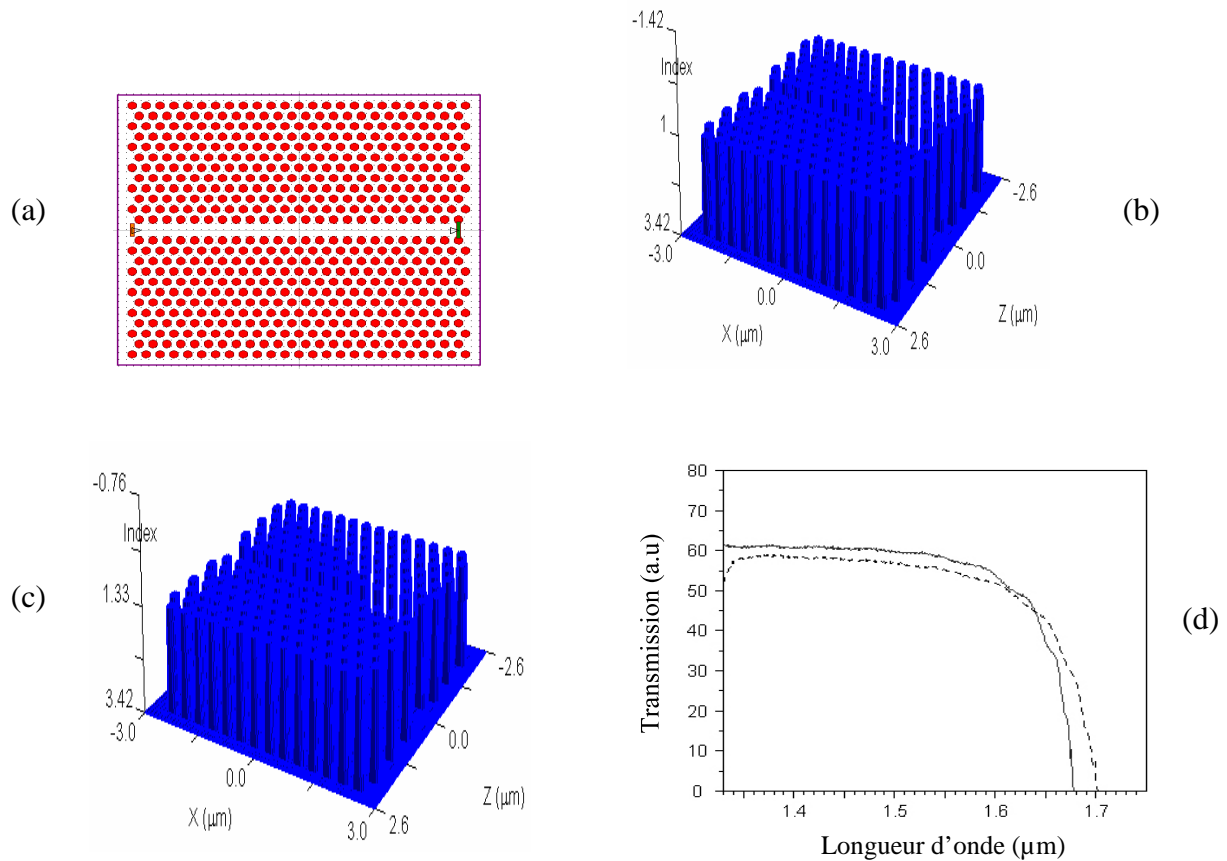 (a)
-1.42
Index
1
3.42
-3.0
0.0
X (µm)
3.0
2.6
Z (µm)
0.0
-2.6
(b)
(c)
-0.76
Index
1.33
3.42
-3.0
0.0
X (µm)
3.0
2.6
Z (µm)
0.0
-2.6
Transmission (a.u)
80
70
60
50
40
30
20
10
0
1.4
1.5
1.6
1.7
Longueur d'onde (µm)
(d)